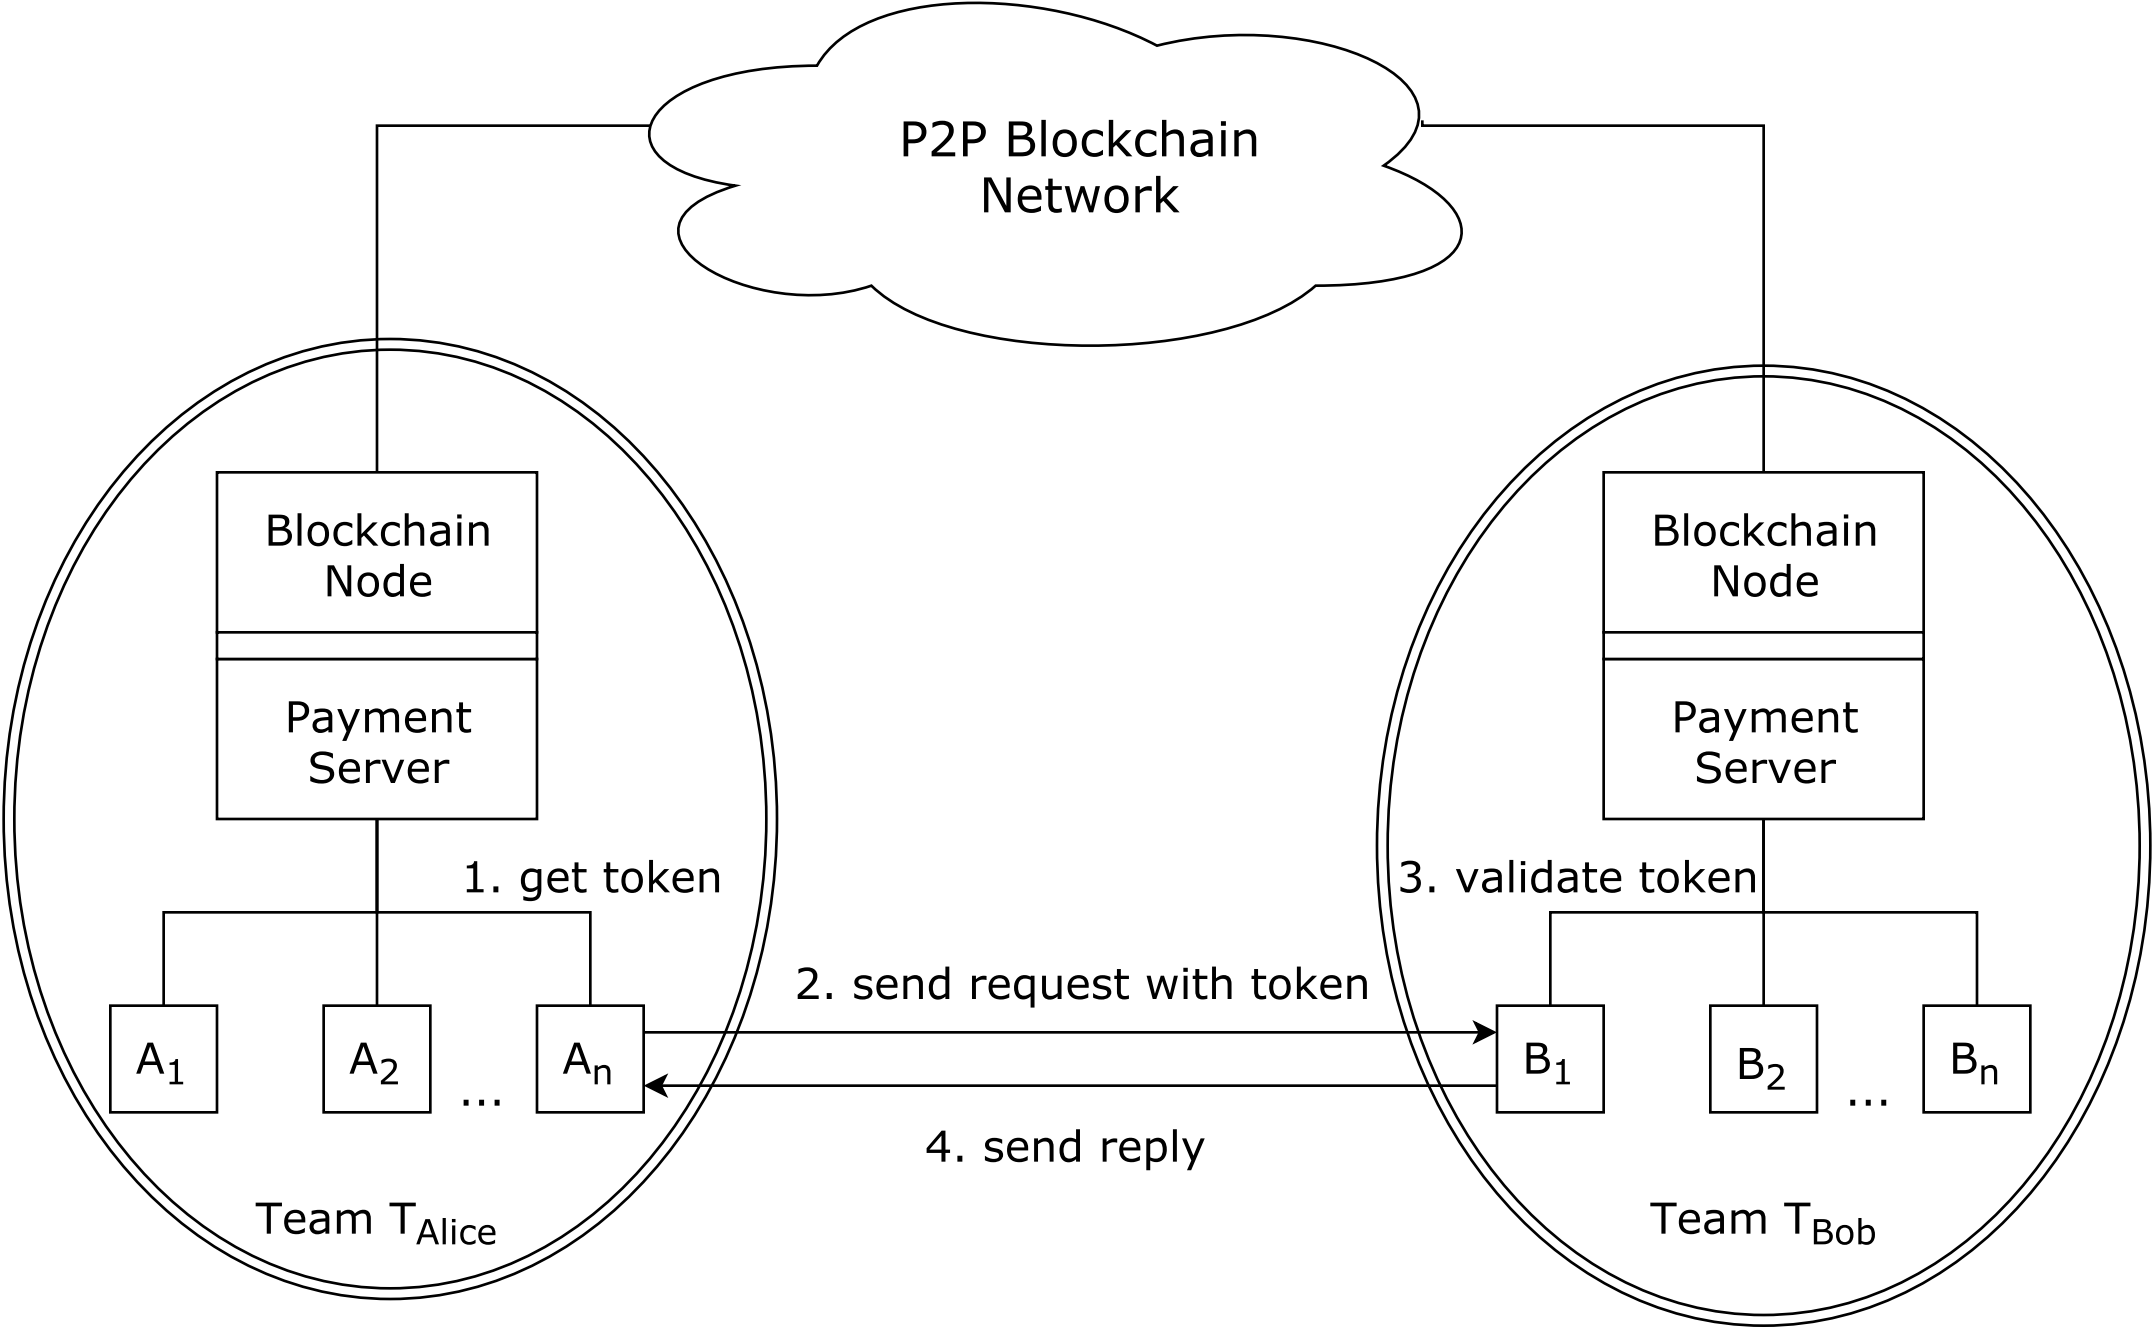 P2P Blockchain
Network
Blockchain
Node
Payment
Server
1. get token
A1
A2
...
An
Team TAlice
2. send request with token
4. send reply
Blockchain
Node
Payment
Server
3. validate token
B1
B2
...
Bn
Team TBob